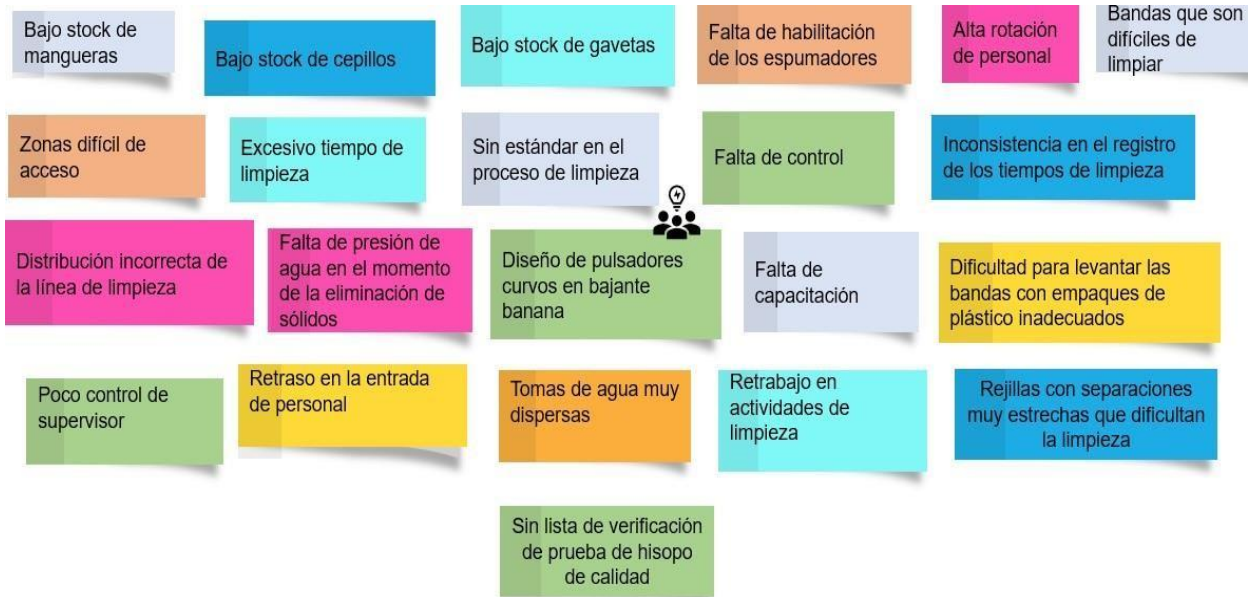 Bajo stock de
mangueras
Bajo stock de cepillos
Bajo stock de gavetas
Falta de habilitación
de los espumadores
Alta rotación
de personal
Bandas que son
difíciles de
limpiar
Zonas difícil de
acceso
Excesivo tiempo de
limpieza
Sin estándar en el
proceso de limpieza
Falta de control
Inconsistencia en el registro
de los tiempos de limpieza
Distribución incorrecta de
la línea de limpieza
Falta de presión de
agua en el momento
de la eliminación de
sólidos
Diseño de pulsadores
curvos en bajante
banana
Falta de
capacitación
Dificultad para levantar las
bandas con empaques de
plástico inadecuados
Poco control de
supervisor
Retraso en la entrada
de personal
Tomas de agua muy
dispersas
Retrabajo en
actividades de
limpieza
Rejillas con separaciones
muy estrechas que dificultan
la limpieza
Sin lista de verificación
de prueba de hisopo
de calidad